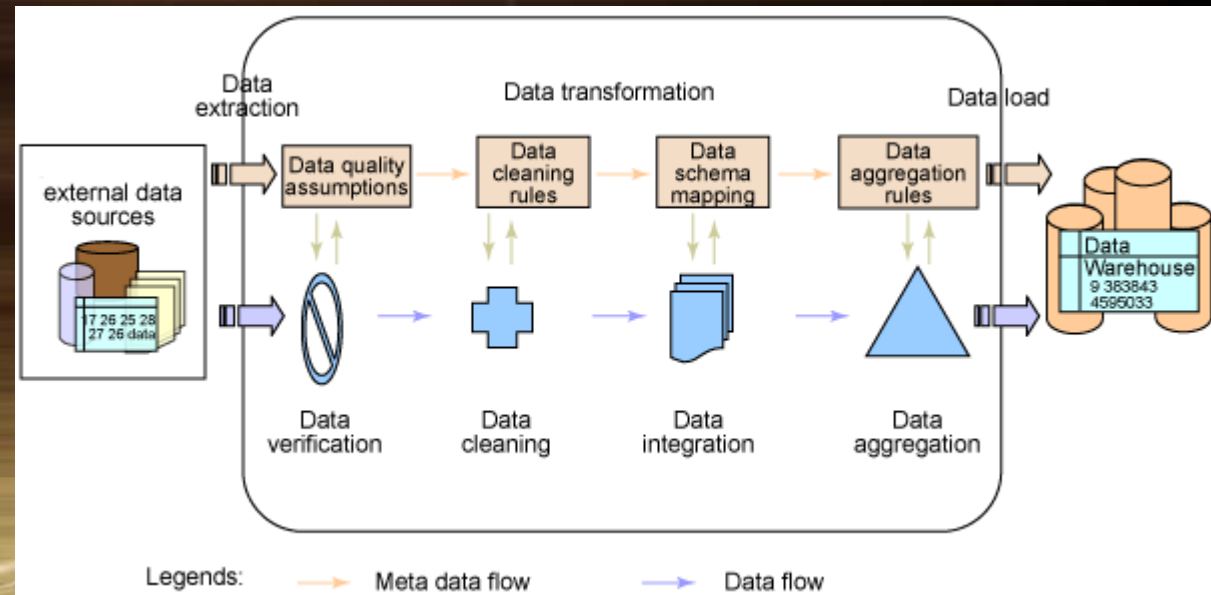 Data
extraction
Data transformation
Data load
external data
sources
17 26 25 28
27 26 data
Data quality
assumptions
Data
cleaning
rules
Data
schema
mapping
Data
aggregation
rules
Data
Warehouse
9 383843
4595033
Data
verification
Data
cleaning
Data
integration
Data
aggregation
Legends:
Meta data flow
Data flow